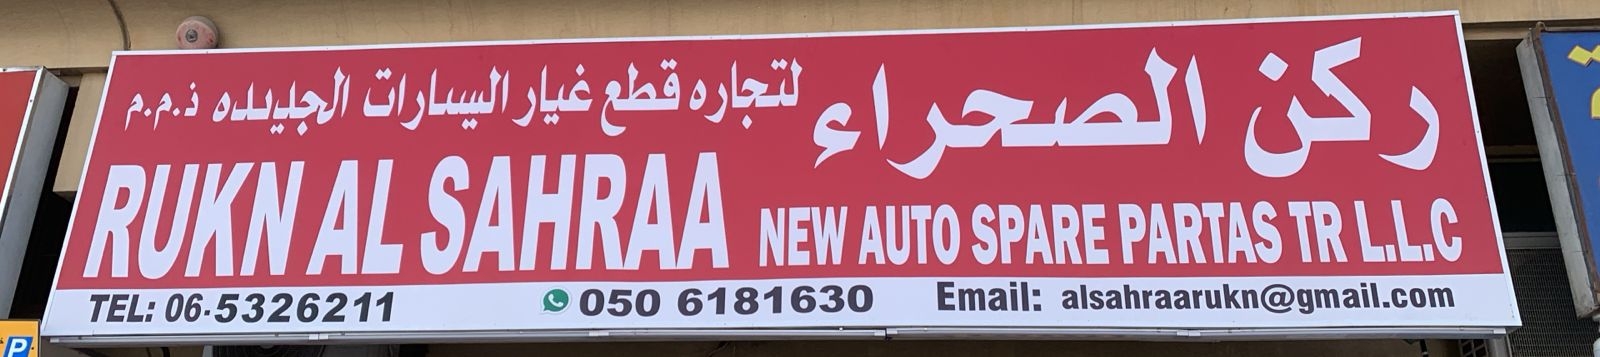 ركن الصحراء
لتجاره قطع غيار السيارات الجديده ذ.م.م
RUKN AL SAHRAA NEW AUTO SPARE PARTAS TR L.L.C
TEL: 06-5326211 050 6181630 Email: alsahraarukn@gmail.com
P